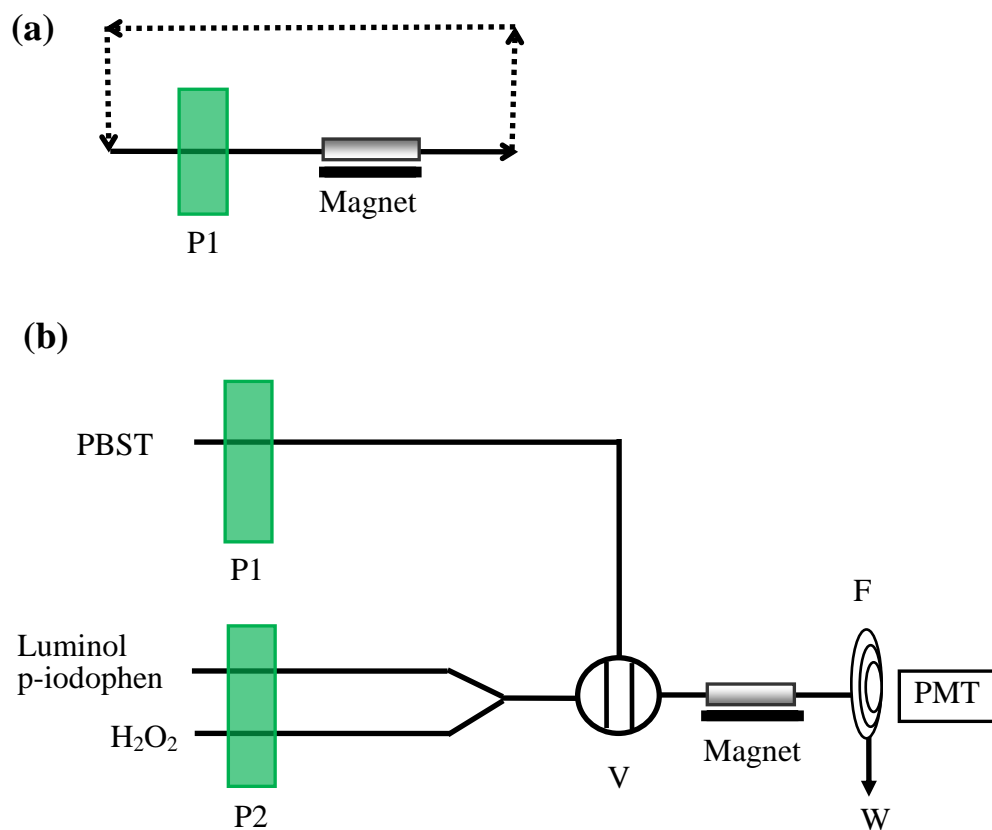 (a)
Magnet
P1
(b)
PBST
P1
Luminol
p-iodophen
H₂O₂
P2
V
Magnet
F
PMT
W